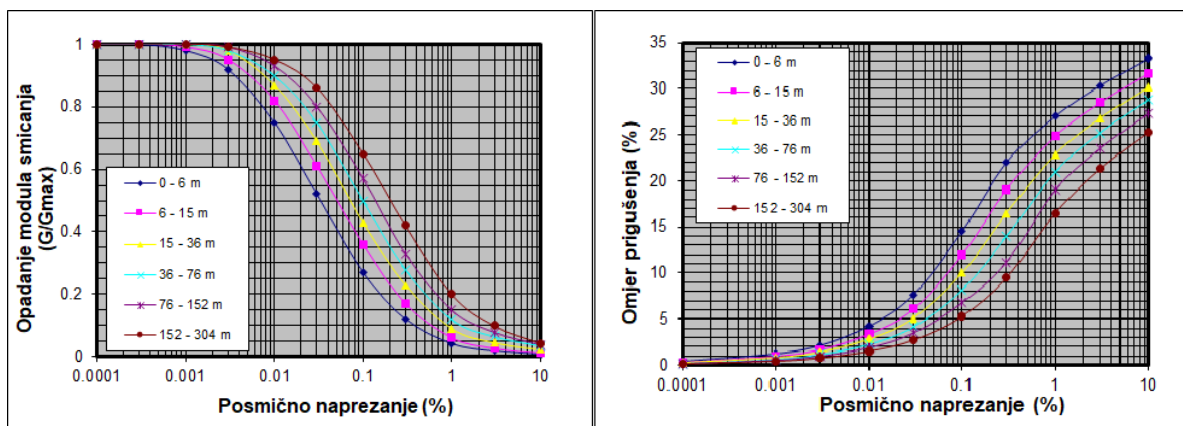 Opadanje modula smicanja
(G/Gmax)
1
0.8
0.6
0.4
0.2
0
0 - 6 m
6 - 15 m
15 - 36 m
36 - 76 m
76 - 152 m
152 - 304 m
0.0001
0.001
0.01
0.1
1
10
Posmično naprezanje (%)
Omjer prigušenja (%)
35
30
25
20
15
10
5
0
0 - 6 m
6 - 15 m
15 - 36 m
36 - 76 m
76 - 152 m
152 - 304 m
0.0001
0.001
0.01
0.1
1
10
Posmično naprezanje (%)